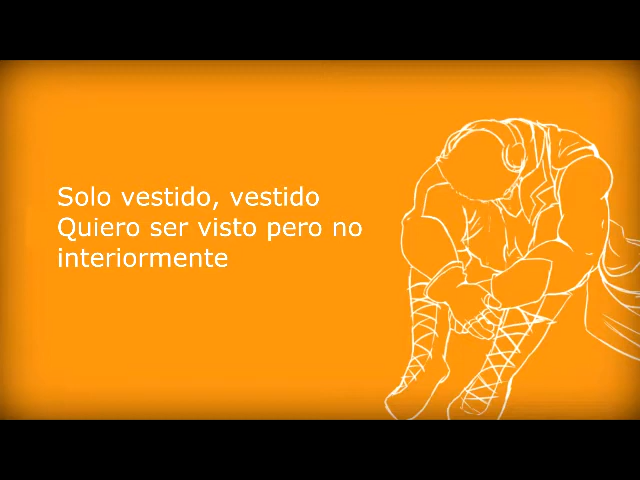 Solo vestido, vestido
Quiero ser visto pero no
interiormente